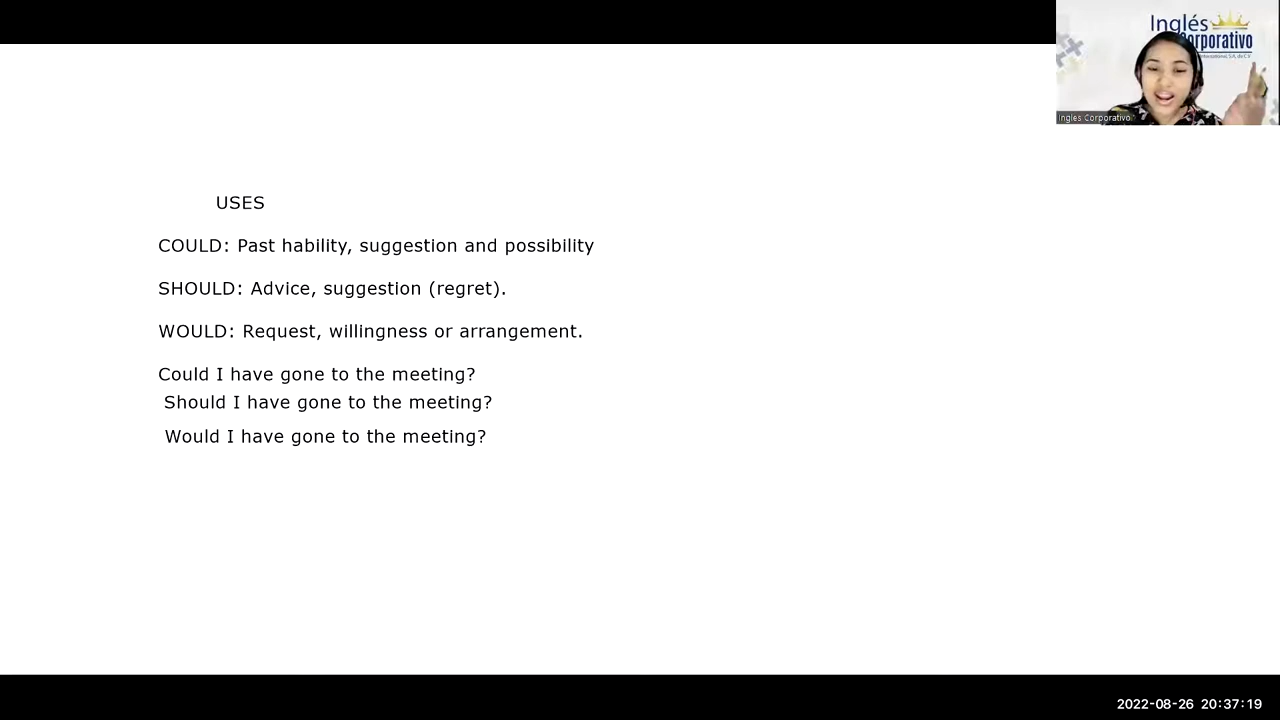 Inglés
Corporativo
Ingles Corporativo
USES
COULD: Past hability, suggestion and possibility
SHOULD: Advice, suggestion (regret).
WOULD: Request, willingness or arrangement.
Could I have gone to the meeting?
Should I have gone to the meeting?
Would I have gone to the meeting?
2022-08-26 20:37:19